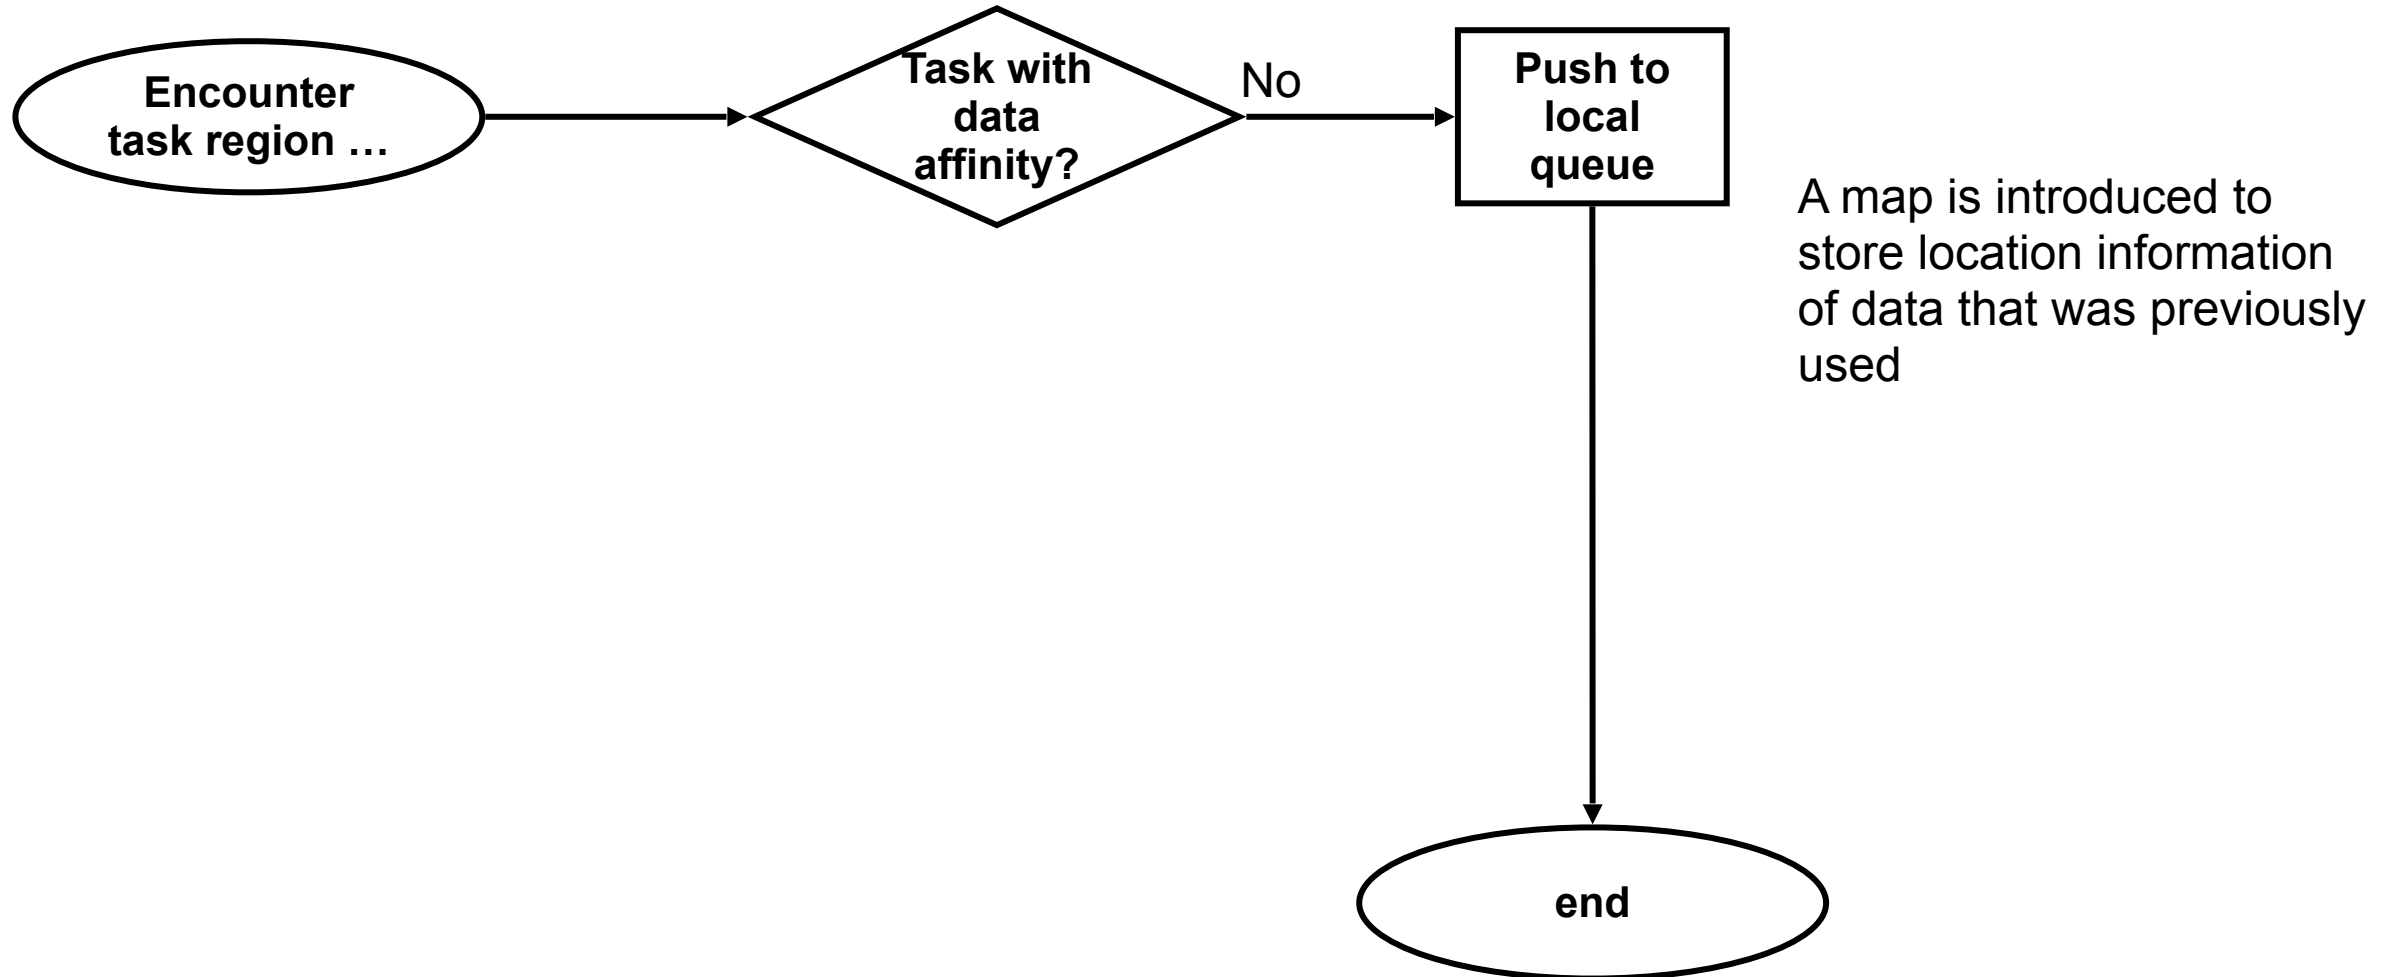 Encounter
task region …
Task with
data
affinity?
No
Push to
local
queue
A map is introduced to
store location information
of data that was previously
used
end